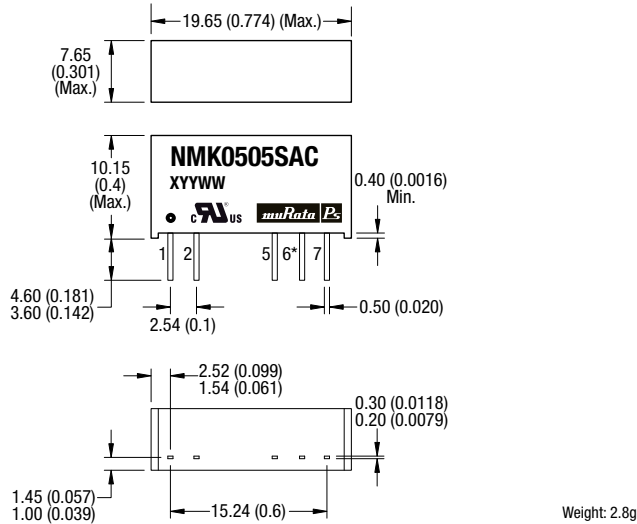 19.65 (0.774) (Max.)
7.65
(0.301)
(Max.)
NMK0505SAC
XYYWW
10.15
(0.4)
(Max.)
0.40 (0.0016)
Min.
c RU US
muRata Ps
1 2 5 6* 7
4.60 (0.181)
3.60 (0.142)
2.54 (0.1)
0.50 (0.020)
2.52 (0.099)
1.54 (0.061)
0.30 (0.0118)
0.20 (0.0079)
1.45 (0.057)
1.00 (0.039)
15.24 (0.6)
Weight: 2.8g